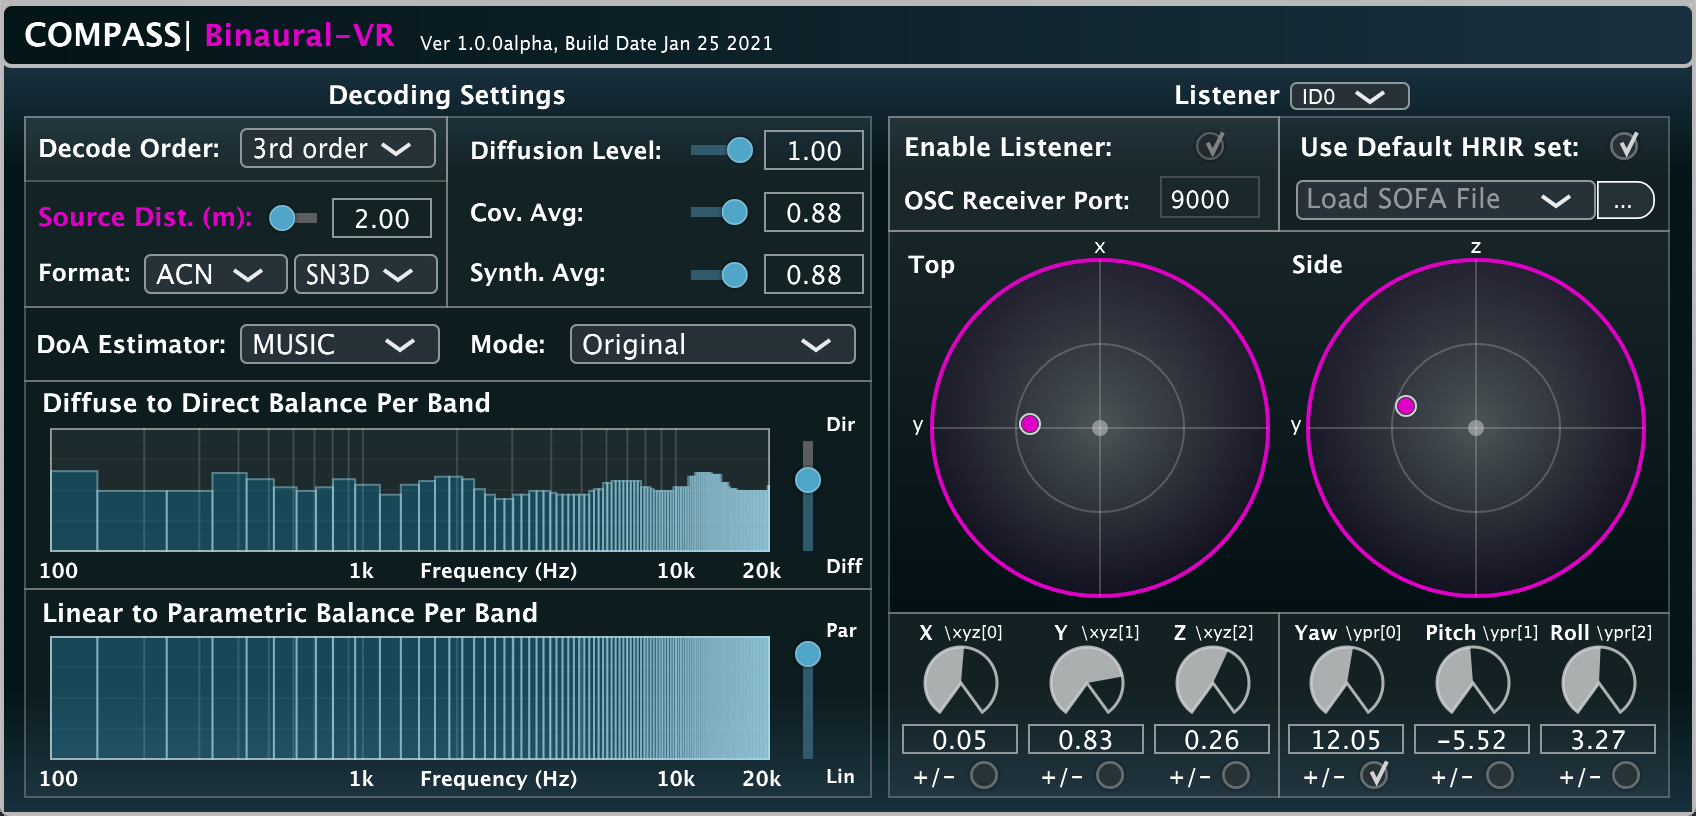 COMPASS| Binaural-VR Ver 1.0.0alpha, Build Date Jan 25 2021
Decoding Settings
Decode Order: 3rd order
Source Dist. (m): 2.00
Format: ACN SN3D
Diffusion Level: 1.00
Cov. Avg: 0.88
Synth. Avg: 0.88
DoA Estimator: MUSIC Mode: Original
Diffuse to Direct Balance Per Band
Dir
Diff
100 1k Frequency (Hz) 10k 20k
Linear to Parametric Balance Per Band
Par
Lin
100 1k Frequency (Hz) 10k 20k
Listener ID0
Enable Listener:
OSC Receiver Port: 9000
Use Default HRIR set:
Load SOFA File ...
Top x y
Side z y
X \xyz[0] Y \xyz[1] Z \xyz[2] Yaw \ypr[0] Pitch \ypr[1] Roll \ypr[2]
0.05 0.83 0.26 12.05 -5.52 3.27
+/- +/- +/- +/- +/- +/-